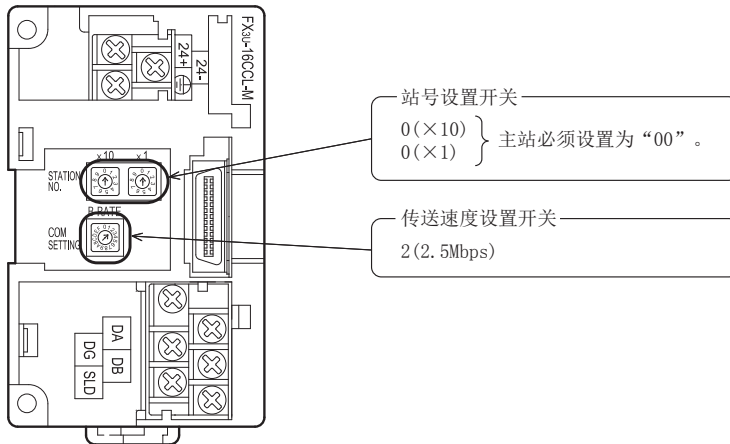 FX3U-16CCL-M
24+
24-
站号设置开关
0(×10)
0(×1)
主站必须设置为“00”。
×10 ×1
STATION
NO.
B RATE
COM
SETTING
传送速度设置开关
2(2.5Mbps)
DA
DB
DG
SLD